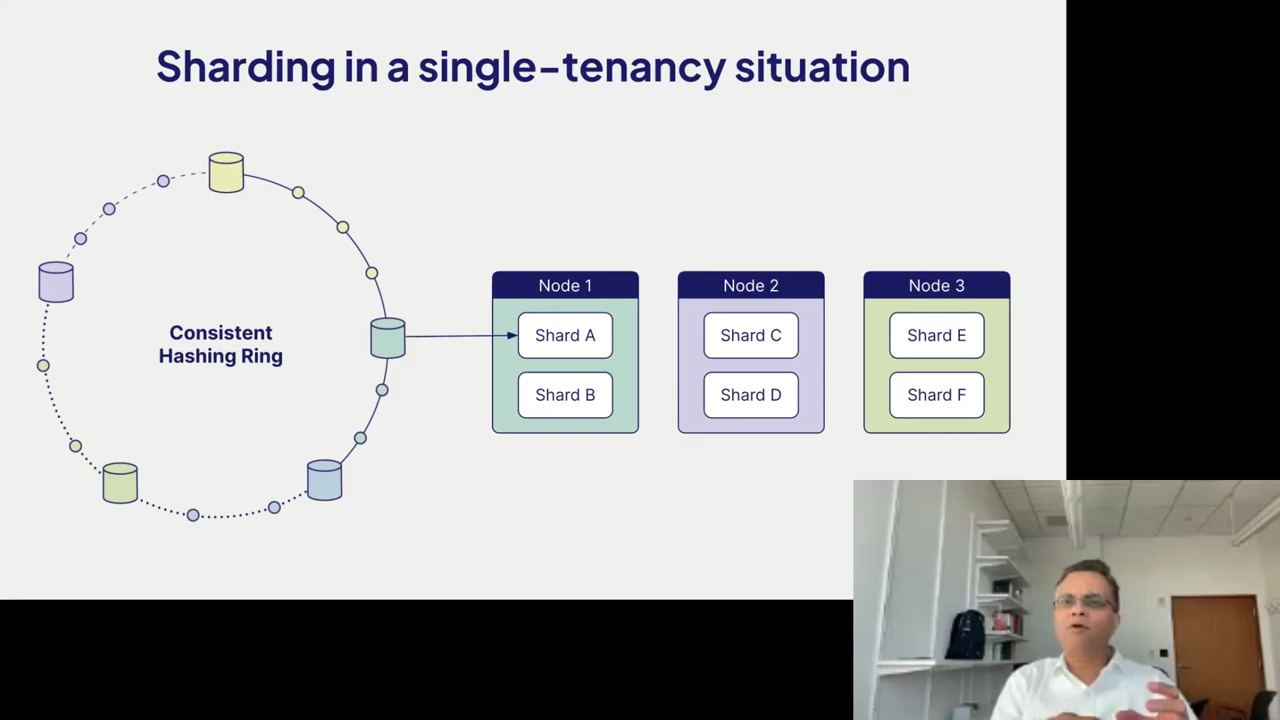 Sharding in a single-tenancy situation
Consistent
Hashing Ring
Node 1
Shard A
Shard B
Node 2
Shard C
Shard D
Node 3
Shard E
Shard F